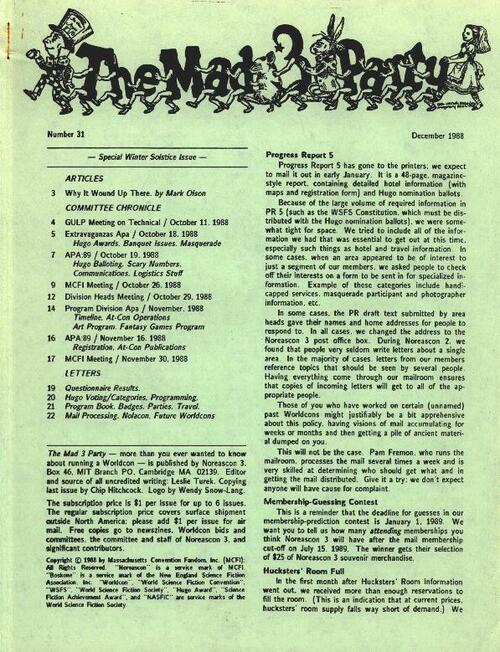 The Mad 3 Party
Number 31
December 1988
— Special Winter Solstice Issue —
ARTICLES
3 Why It Wound Up There, by Mark Olson
COMMITTEE CHRONICLE
4 GULP Meeting on Technical / October 11, 1988
5 Extravaganzas Apa / October 18, 1988
Hugo Awards, Banquet Issues, Masquerade
7 APA:89 / October 19, 1988
Hugo Balloting, Scary Numbers,
Communications, Logistics Stuff
9 MCFI Meeting / October 26, 1988
12 Division Heads Meeting / October 29, 1988
14 Program Division Apa / November, 1988
Timeline, At-Con Operations
Art Program, Fantasy Games Program
16 APA:89 / November 16, 1988
Registration, At-Con Publications
17 MCFI Meeting / November 30, 1988
LETTERS
19 Questionnaire Results.
20 Hugo Voting/Categories, Programming.
21 Program Book, Badges, Parties, Travel.
22 Mail Processing, Nolacon, Future Worldcons
The Mad 3 Party — more than you ever wanted to know
about running a Worldcon — is published by Noreascon 3,
Box 46, MIT Branch PO, Cambridge MA 02139. Editor
and source of all uncredited writing: Leslie Turek. Copying
last issue by Chip Hitchcock. Logo by Wendy Snow-Lang.
The subscription price is $1 per issue for up to 6 issues.
The regular subscription price covers surface shipment
outside North America; please add $1 per issue for air
mail. Free copies go to newszines, Worldcon bids and
committees, the committee and staff of Noreascon 3, and
significant contributors.
Copyright © 1988 by Massachusetts Convention Fandom, Inc. (MCFI);
All Rights Reserved. "Noreascon" is a service mark of MCFI.
"Boskone" is a service mark of the New England Science Fiction
Association, Inc. "Worldcon", "World Science Fiction Convention",
"WSFS", "World Science Fiction Society", "Hugo Award", "Science
Fiction Achievement Award", and "NASFiC" are service marks of the
World Science Fiction Society.
Progress Report 5
Progress Report 5 has gone to the printers; we expect
to mail it out in early January. It is a 48-page, magazine-
style report, containing detailed hotel information (with
maps and registration form) and Hugo nomination ballots.
Because of the large volume of required information in
PR 5 (such as the WSFS Constitution, which must be dis-
tributed with the Hugo nomination ballots), we were some-
what tight for space. We tried to include all of the infor-
mation we had that was essential to get out at this time,
especially such things as hotel and travel information. In
some cases, when an area appeared to be of interest to
just a segment of our members, we asked people to check
off their interests on a form to be sent in for specialized in-
formation. Example of these categories include handi-
capped services, masquerade participant and photographer
information, etc.
In some cases, the PR draft text submitted by area
heads gave their names and home addresses for people to
respond to. In all cases, we changed the address to the
Noreascon 3 post office box. During Noreascon 2, we
found that people very seldom write letters about a single
area. In the majority of cases, letters from our members
reference topics that should be seen by several people.
Having everything come through our mailroom ensures
that copies of incoming letters will get to all of the ap-
propriate people.
Those of you who have worked on certain (unnamed)
past Worldcons might justifiably be a bit apprehensive
about this policy, having visions of mail accumulating for
weeks or months and then getting a pile of ancient materi-
al dumped on you.
This will not be the case. Pam Fremon, who runs the
mailroom, processes the mail several times a week and is
very skilled at determining who should get what and in
getting the mail distributed. Give it a try; we don't expect
anyone will have cause for complaint.
Membership-Guessing Contest
This is a reminder that the deadline for guesses in our
membership-prediction contest is January 1, 1989. We
want you to tell us how many attending memberships you
think Noreascon 3 will have after the mail membership
cut-off on July 15, 1989. The winner gets their selection
of $25 of Noreascon 3 souvenir merchandise.
Hucksters' Room Full
In the first month after Hucksters' Room information
went out, we received more than enough reservations to
fill the room. (This is an indication that at current prices,
hucksters' room supply falls way short of demand.) We